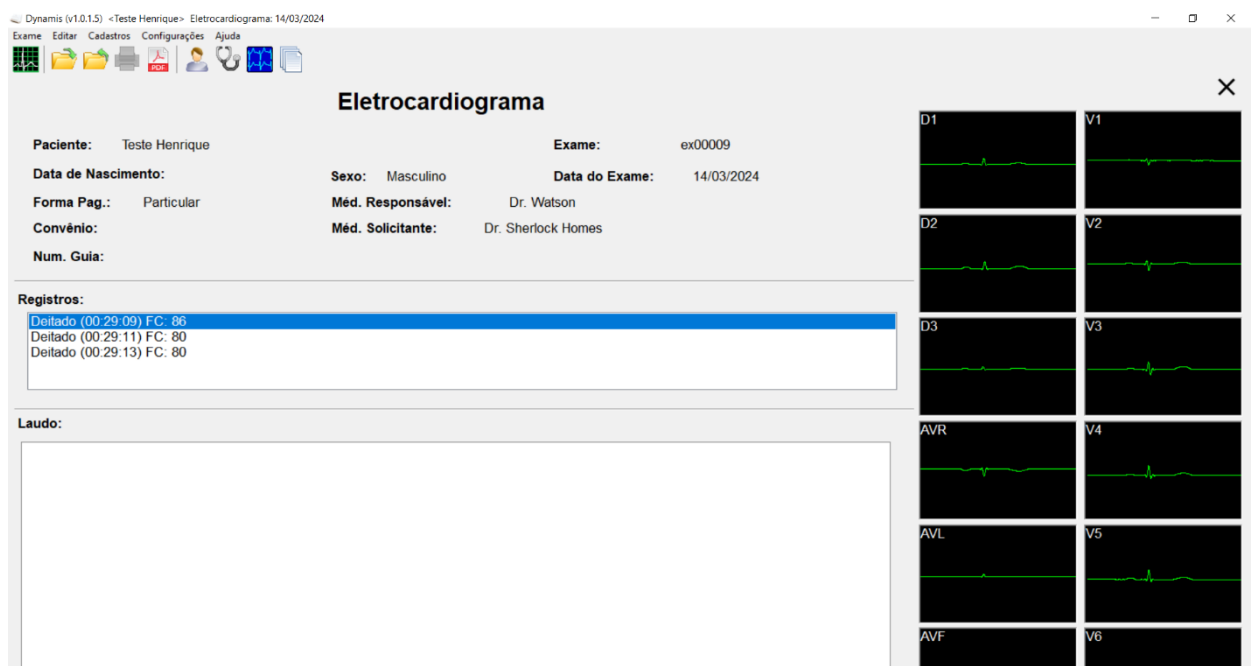 Dynamis (v1.0.1.5) <Teste Henrique> Eletrocardiograma: 14/03/2024
Exame Editar Cadastros Configurações Ajuda
PDF
Eletrocardiograma
Paciente: Teste Henrique Exame: ex00009
Data de Nascimento: Sexo: Masculino Data do Exame: 14/03/2024
Forma Pag.: Particular Méd. Responsável: Dr. Watson
Convênio: Méd. Solicitante: Dr. Sherlock Homes
Num. Guia:
Registros:
Deitado (00:29:09) FC: 86
Deitado (00:29:11) FC: 80
Deitado (00:29:13) FC: 80
Laudo:
D1 V1
D2 V2
D3 V3
AVR V4
AVL V5
AVF V6